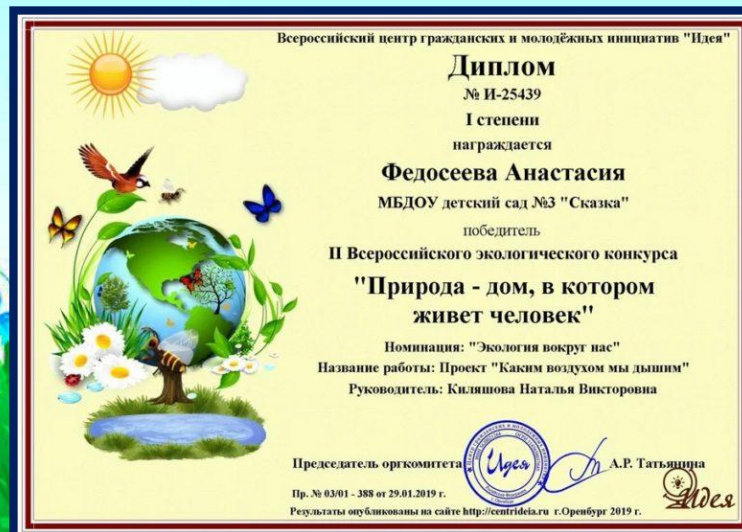 Всероссийский центр гражданских и молодёжных инициатив "Идея"
Диплом
№ И-25439
I степени
награждается
Федосеева Анастасия
МБДОУ детский сад №3 "Сказка"
победитель
II Всероссийского экологического конкурса
"Природа - дом, в котором
живет человек"
Номинация: "Экология вокруг нас"
Название работы: Проект "Каким воздухом мы дышим"
Руководитель: Киляшова Наталья Викторовна
Председатель оргкомитета
Идея
А.Р. Татьянина
Пр. № 03/01 - 388 от 29.01.2019 г.
Идея
Результаты опубликованы на сайте http://centrideia.ru г.Оренбург 2019 г.